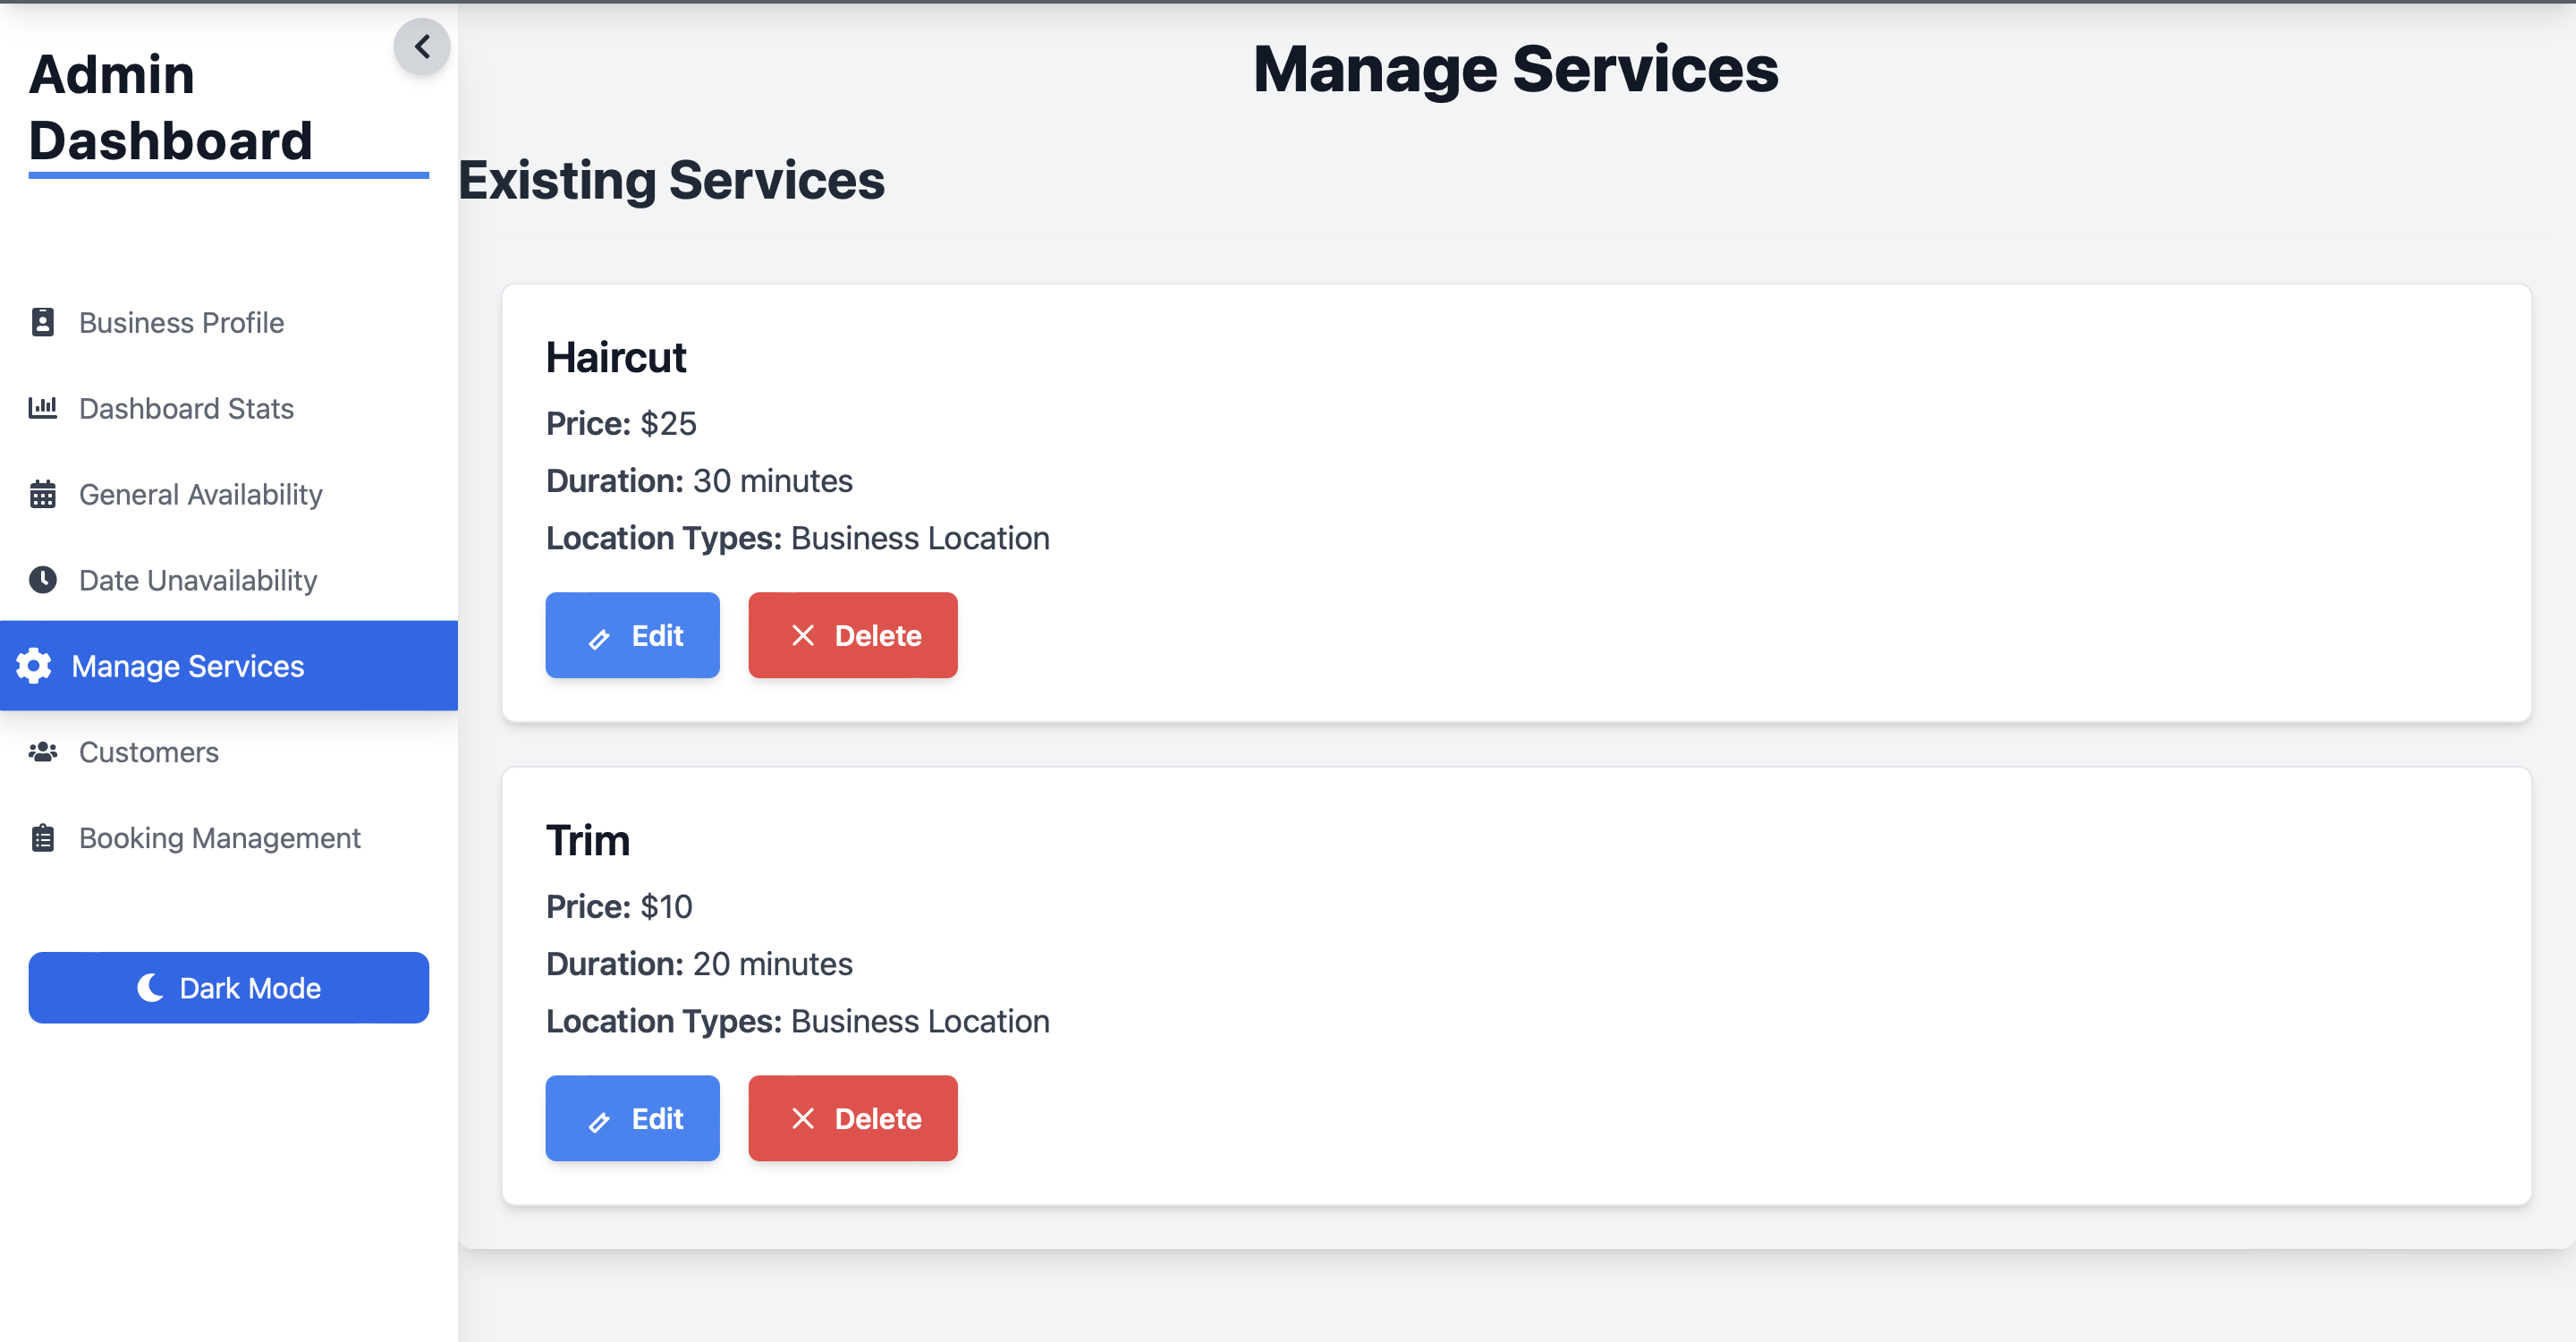 Admin
Dashboard
Business Profile
Dashboard Stats
General Availability
Date Unavailability
Manage Services
Customers
Booking Management
Dark Mode
Manage Services
Existing Services
Haircut
Price: $25
Duration: 30 minutes
Location Types: Business Location
Edit
Delete
Trim
Price: $10
Duration: 20 minutes
Location Types: Business Location
Edit
Delete